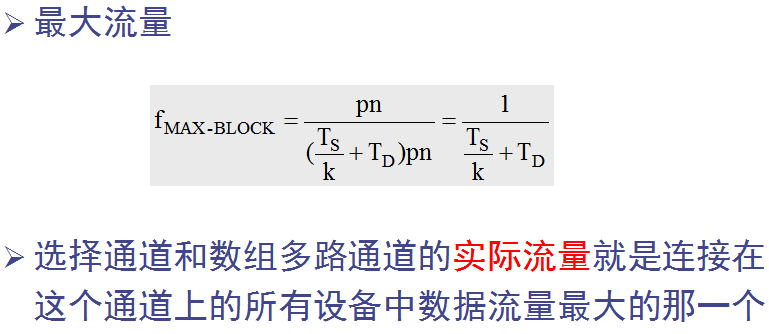 ➢ 最大流量
f_MAX-BLOCK = pn / ((T_S / k + T_D)pn) = 1 / (T_S / k + T_D)
➢ 选择通道和数组多路通道的实际流量就是连接在
这个通道上的所有设备中数据流量最大的那一个